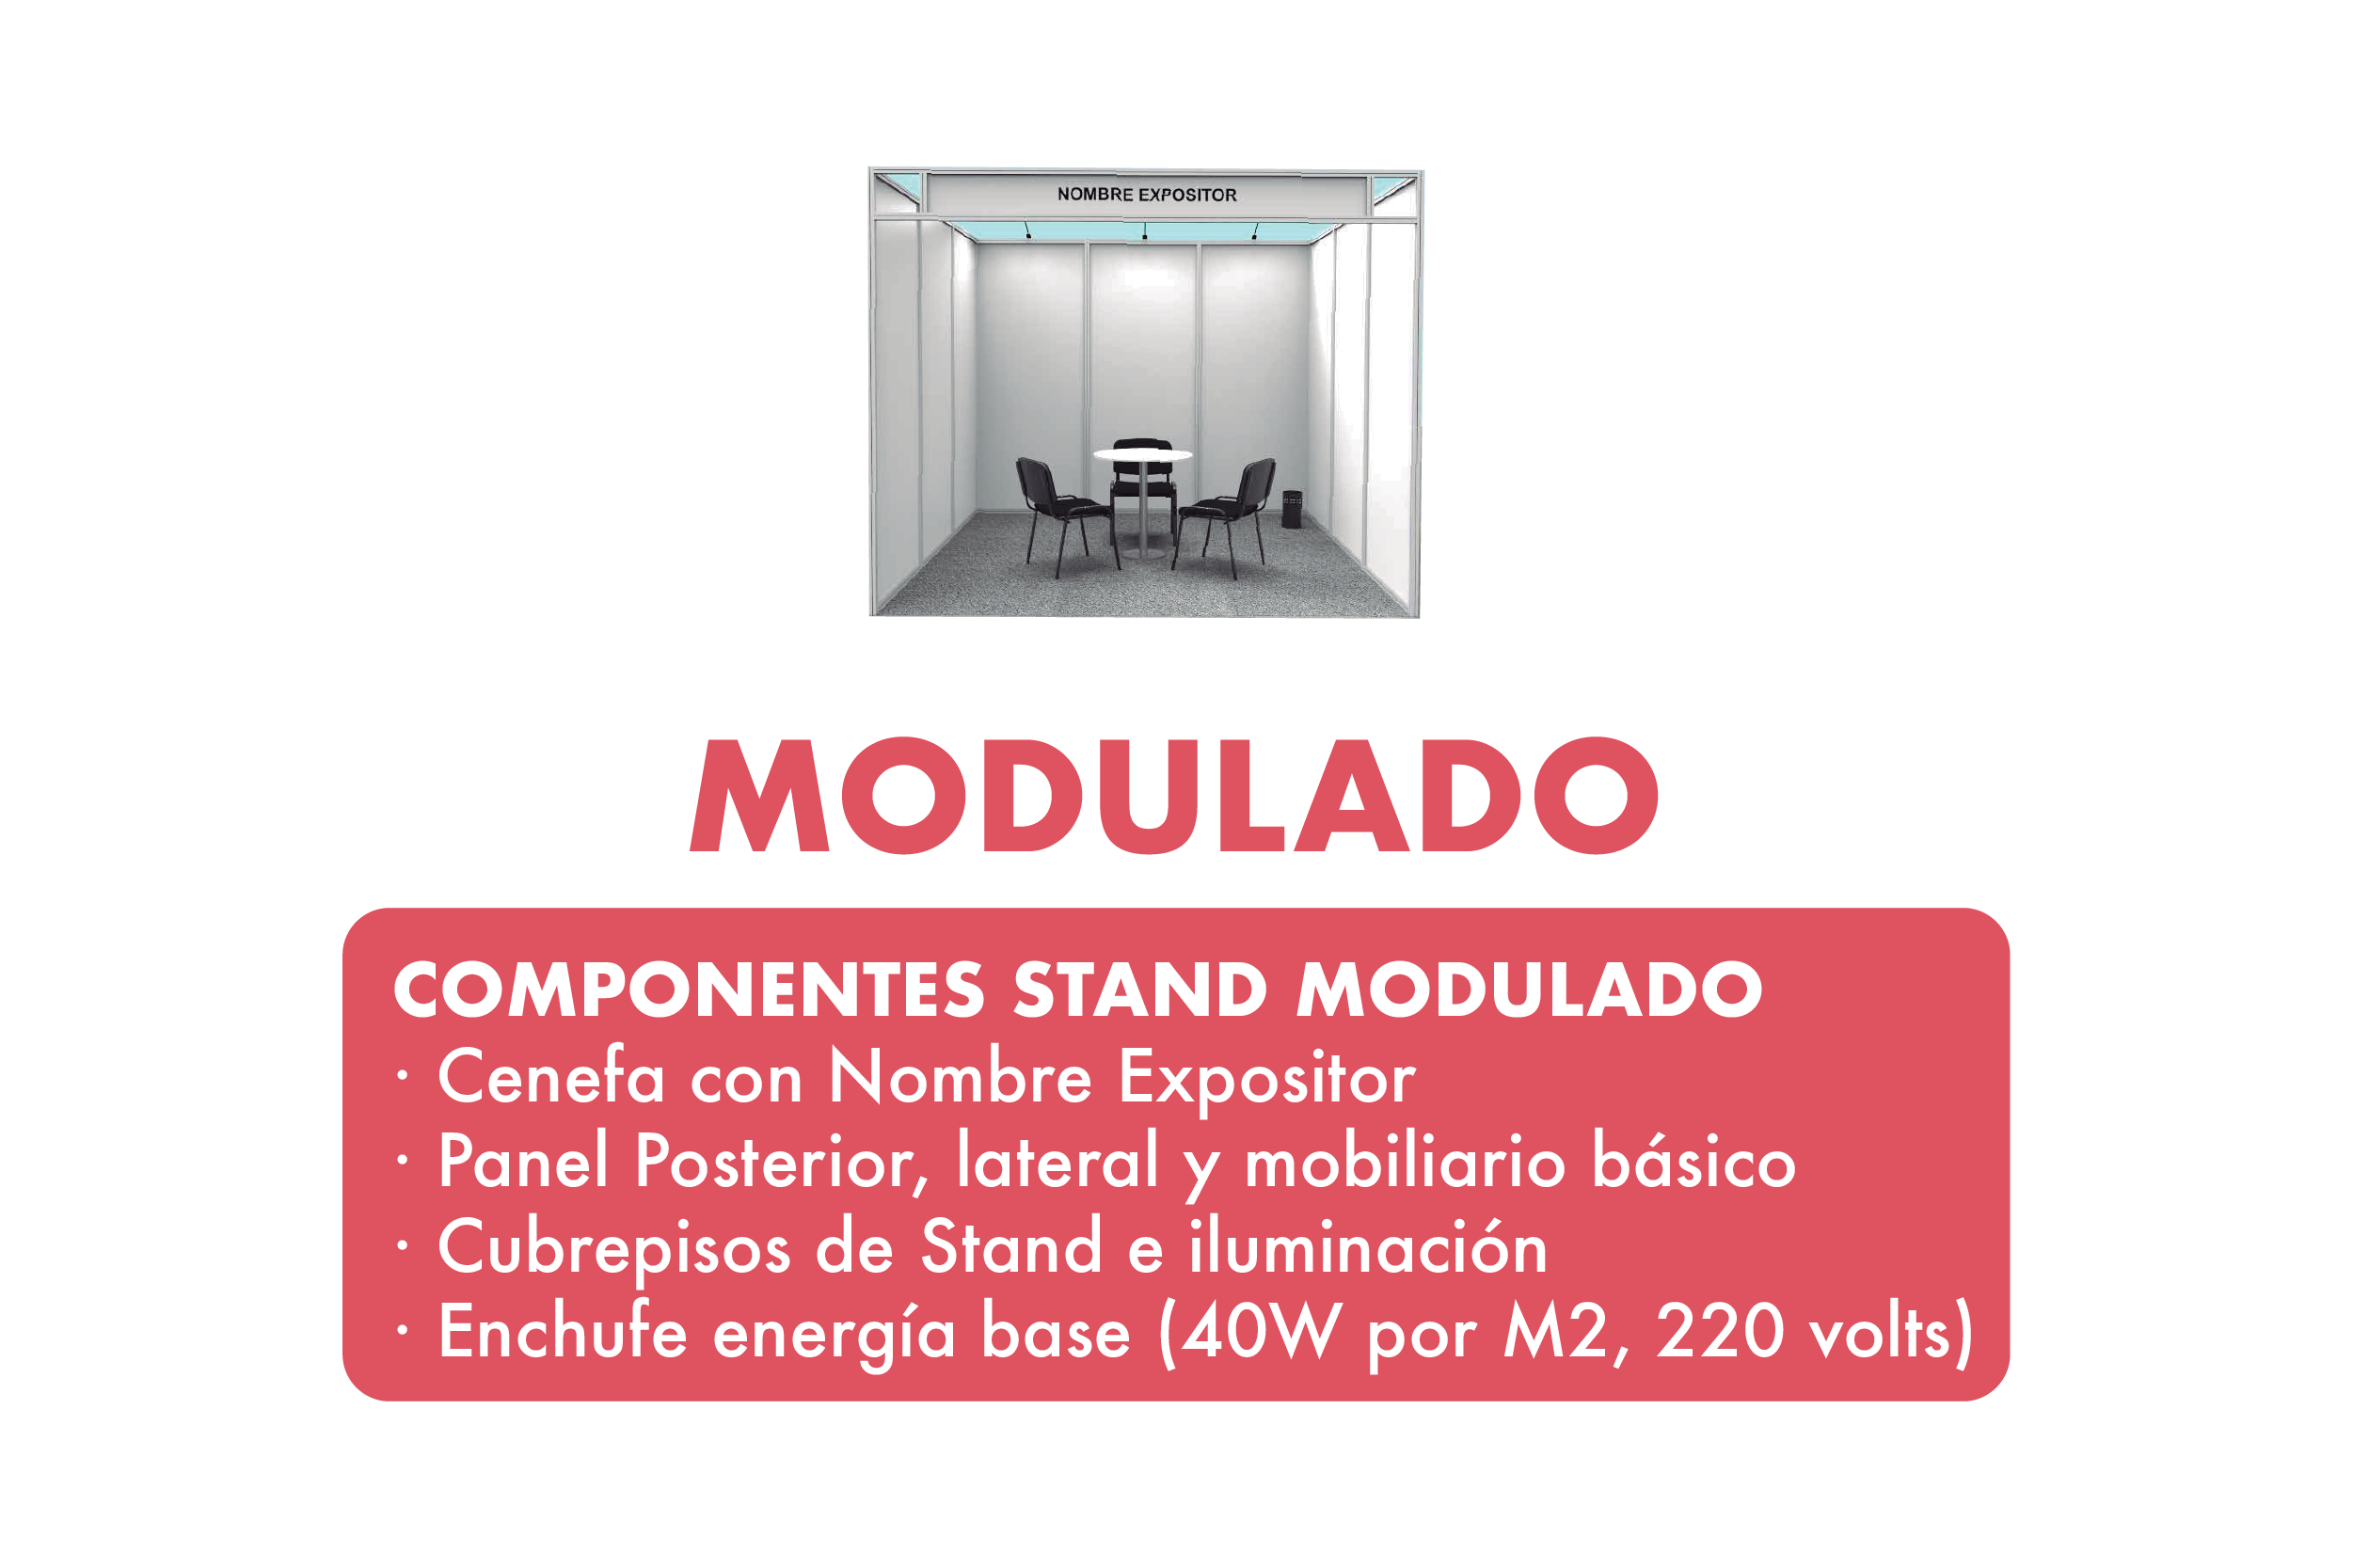 NOMBRE EXPOSITOR
MODULADO
COMPONENTES STAND MODULADO
· Cenefa con Nombre Expositor
· Panel Posterior, lateral y mobiliario básico
· Cubrepisos de Stand e iluminación
· Enchufe energía base (40W por M2, 220 volts)